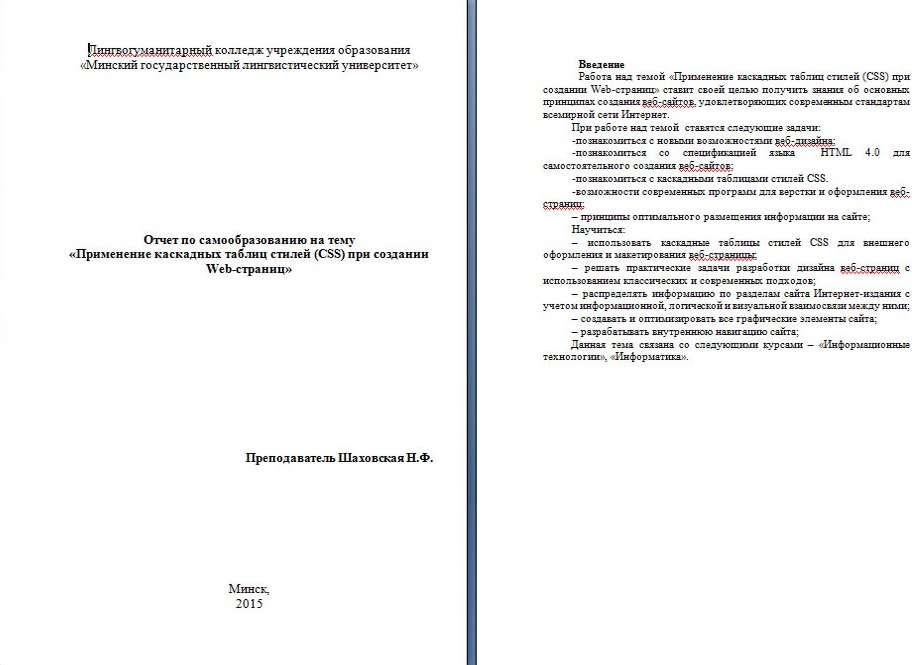 Лингвогуманитарный колледж учреждения образования
«Минский государственный лингвистический университет»
Отчет по самообразованию на тему
«Применение каскадных таблиц стилей (CSS) при создании
Web-страниц»
Преподаватель Шаховская Н.Ф.
Минск,
2015
Введение
Работа над темой «Применение каскадных таблиц стилей (CSS) при
создании Web-страниц» ставит своей целью получить знания об основных
принципах создания веб-сайтов, удовлетворяющих современным стандартам
всемирной сети Интернет.
При работе над темой ставятся следующие задачи:
-познакомиться с новыми возможностями веб-дизайна;
-познакомиться со спецификацией языка HTML 4.0 для
самостоятельного создания веб-сайтов;
-познакомиться с каскадными таблицами стилей CSS.
-возможности современных программ для верстки и оформления веб-
страниц;
– принципы оптимального размещения информации на сайте;
Научиться:
– использовать каскадные таблицы стилей CSS для внешнего
оформления и макетирования веб-страницы;
– решать практические задачи разработки дизайна веб-страниц с
использованием классических и современных подходов;
– распределять информацию по разделам сайта Интернет-издания с
учетом информационной, логической и визуальной взаимосвязи между ними;
– создавать и оптимизировать все графические элементы сайта;
– разрабатывать внутреннюю навигацию сайта;
Данная тема связана со следующими курсами – «Информационные
технологии», «Информатика».